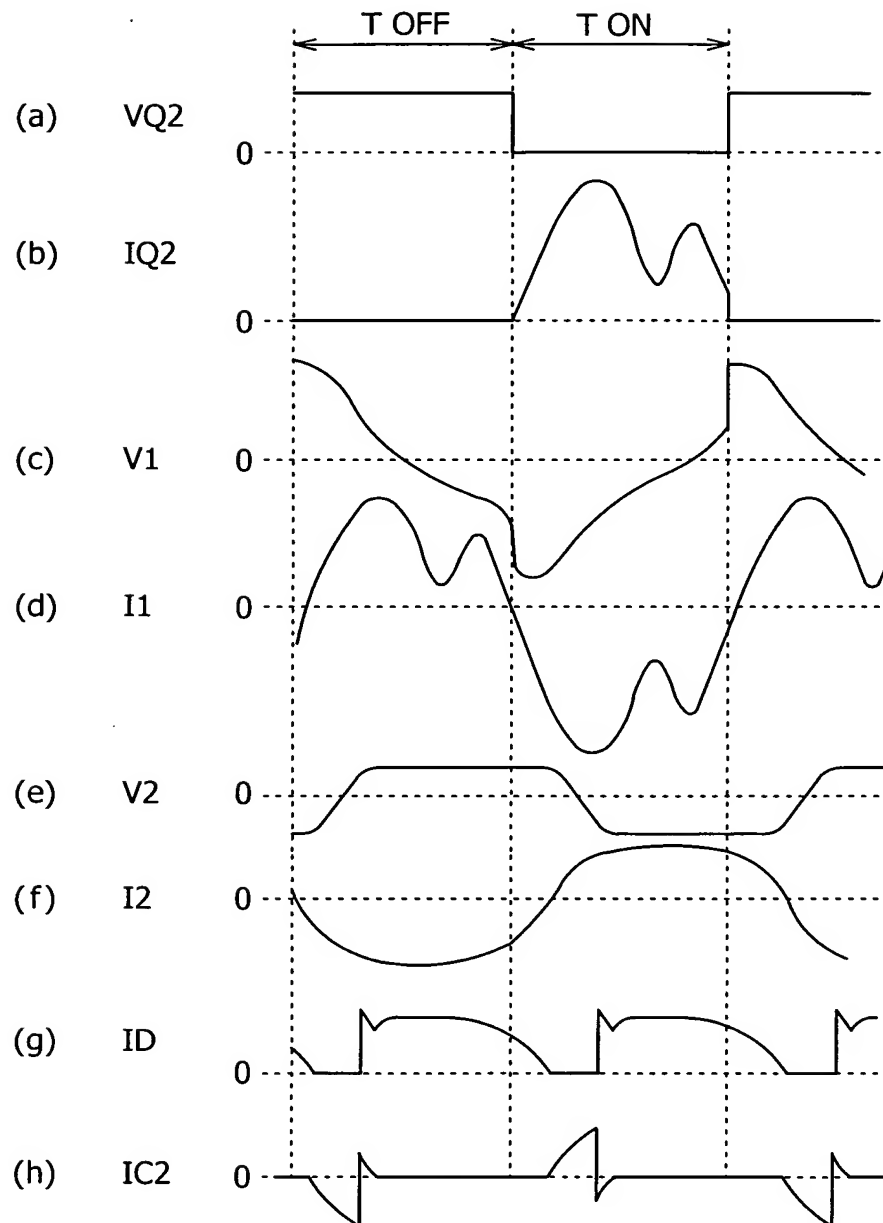 T OFF T ON
(a) VQ2 0
(b) IQ2 0
(c) V1 0
(d) I1 0
(e) V2 0
(f) I2 0
(g) ID 0
(h) IC2 0